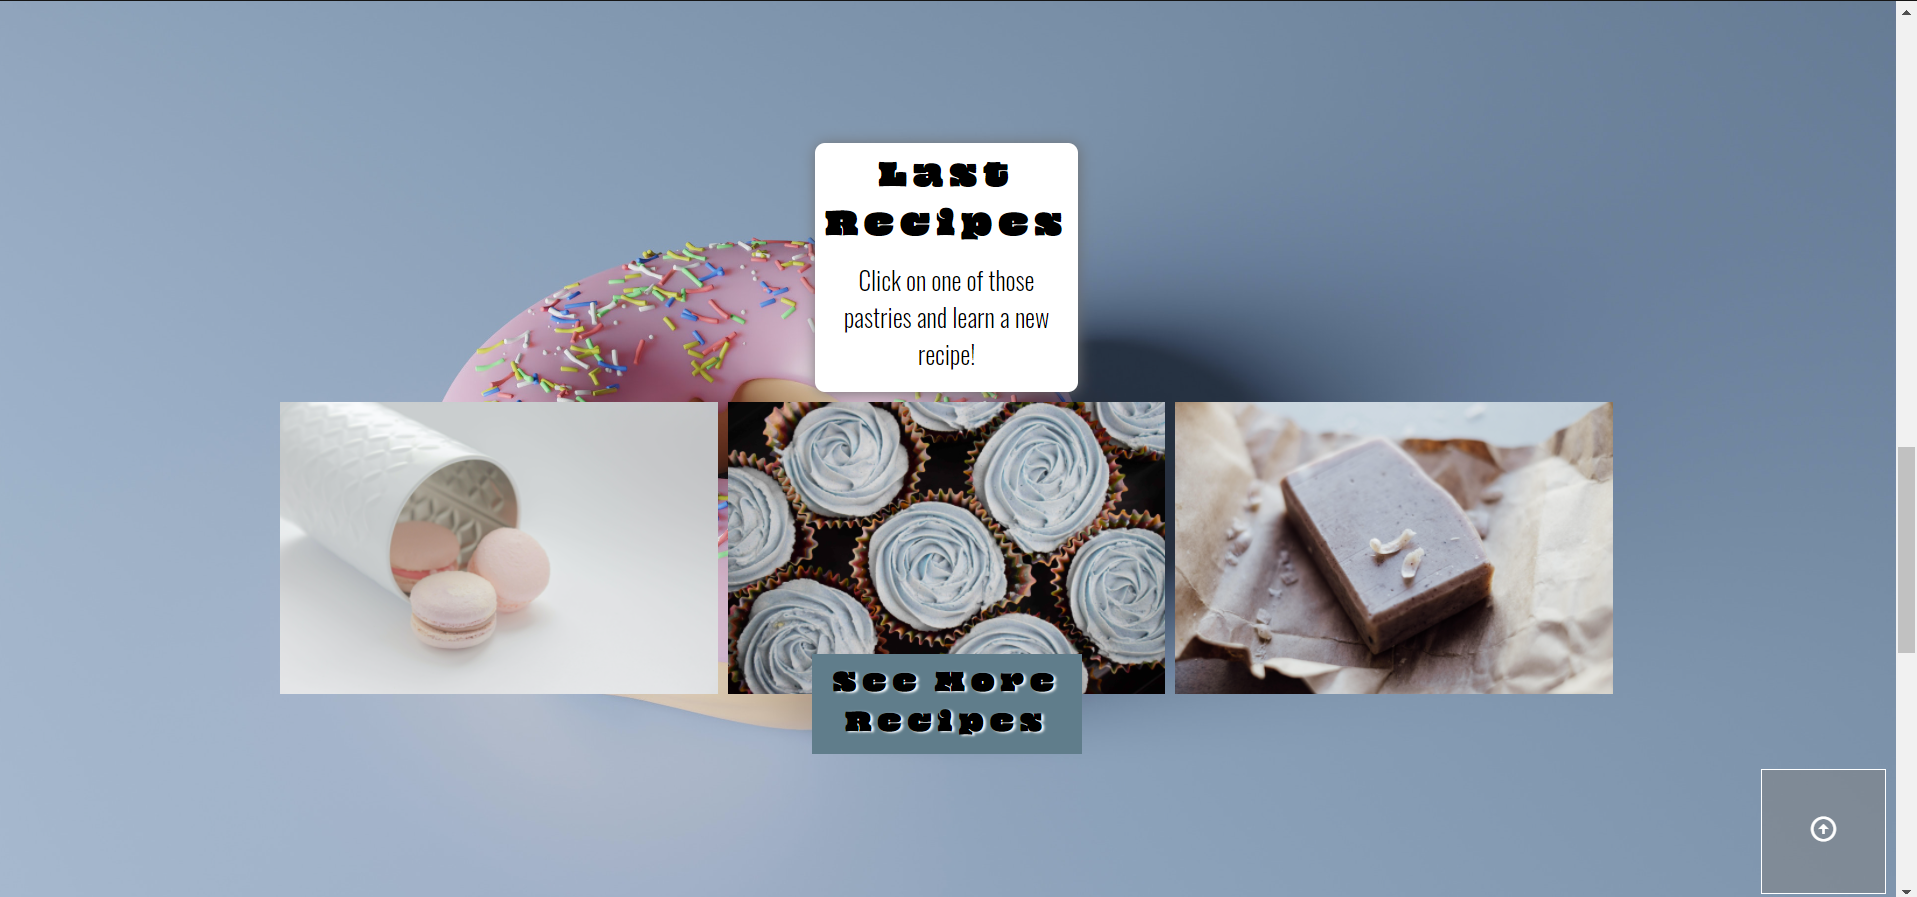 Last
Recipes
Click on one of those
pastries and learn a new
recipe!
See More
Recipes